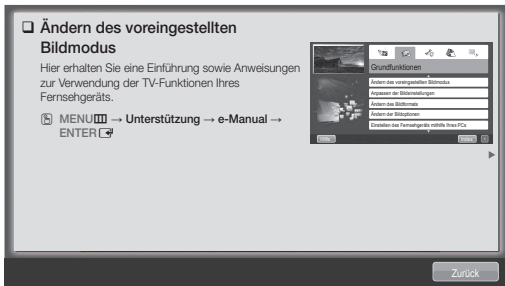 Ändern des voreingestellten
Bildmodus
Hier erhalten Sie eine Einführung sowie Anweisungen
zur Verwendung der TV-Funktionen Ihres
Fernsehgeräts.
MENU → Unterstützung → e-Manual →
ENTER
Grundfunktionen
Ändern des voreingestellten Bildmodus
Anpassen der Bildeinstellungen
Ändern des Bildformats
Ändern der Bildoptionen
Einstellen des Fernsehgeräts mithilfe Ihres PCs
Hilfe
Index
Zurück